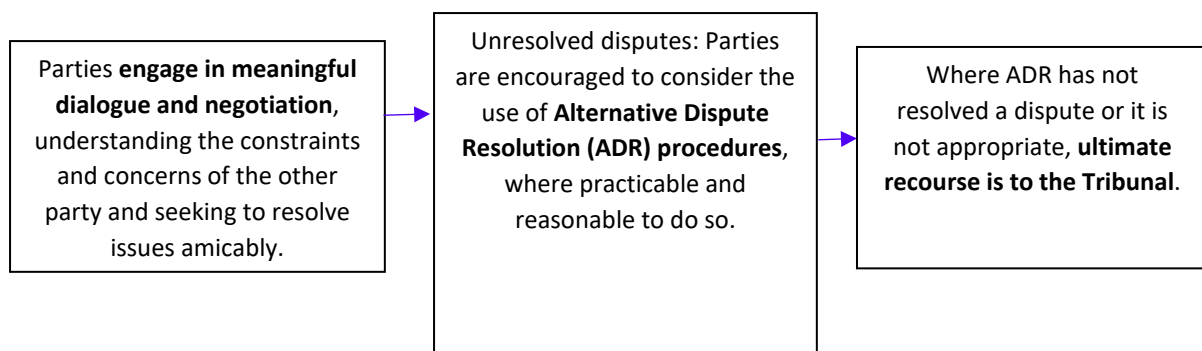 Parties engage in meaningful
dialogue and negotiation,
understanding the constraints
and concerns of the other
party and seeking to resolve
issues amicably.
Unresolved disputes: Parties
are encouraged to consider the
use of Alternative Dispute
Resolution (ADR) procedures,
where practicable and
reasonable to do so.
Where ADR has not
resolved a dispute or it is
not appropriate, ultimate
recourse is to the Tribunal.